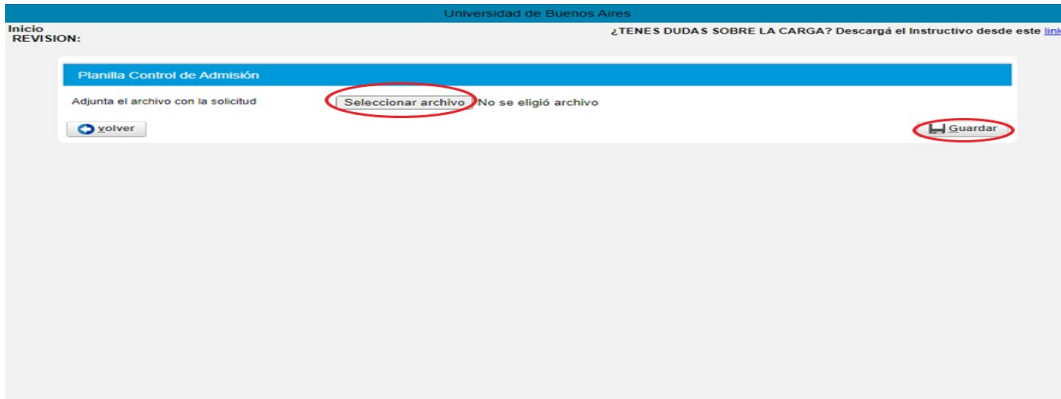 Universidad de Buenos Aires
Inicio
REVISION:
¿TENES DUDAS SOBRE LA CARGA? Descargá el Instructivo desde este link
Planilla Control de Admisión
Adjunta el archivo con la solicitud
Seleccionar archivo No se eligió archivo
volver
Guardar